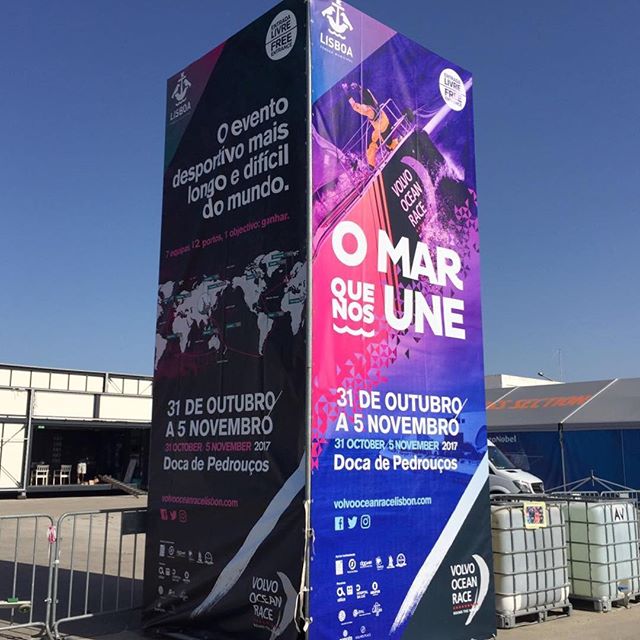 LISBOA
ENTRADA
LIVRE
FREE
ENTRANCE
O evento
desportivo mais
longo e difícil
do mundo.
7 equipas, 12 portos, 1 objectivo: ganhar.
31 DE OUTUBRO
A 5 NOVEMBRO
31 OCTOBER, 5 NOVEMBER 2017
Doca de Pedrouços
volvooceanracelisbon.com
VOLVO
OCEAN
RACE
LISBOA
ENTRADA
LIVRE
FREE
ENTRANCE
VOLVO
OCEAN
RACE
O MAR
QUE NOS
UNE
31 DE OUTUBRO
A 5 NOVEMBRO
31 OCTOBER, 5 NOVEMBER 2017
Doca de Pedrouços
volvooceanracelisbon.com
VOLVO
OCEAN
RACE
SECTION